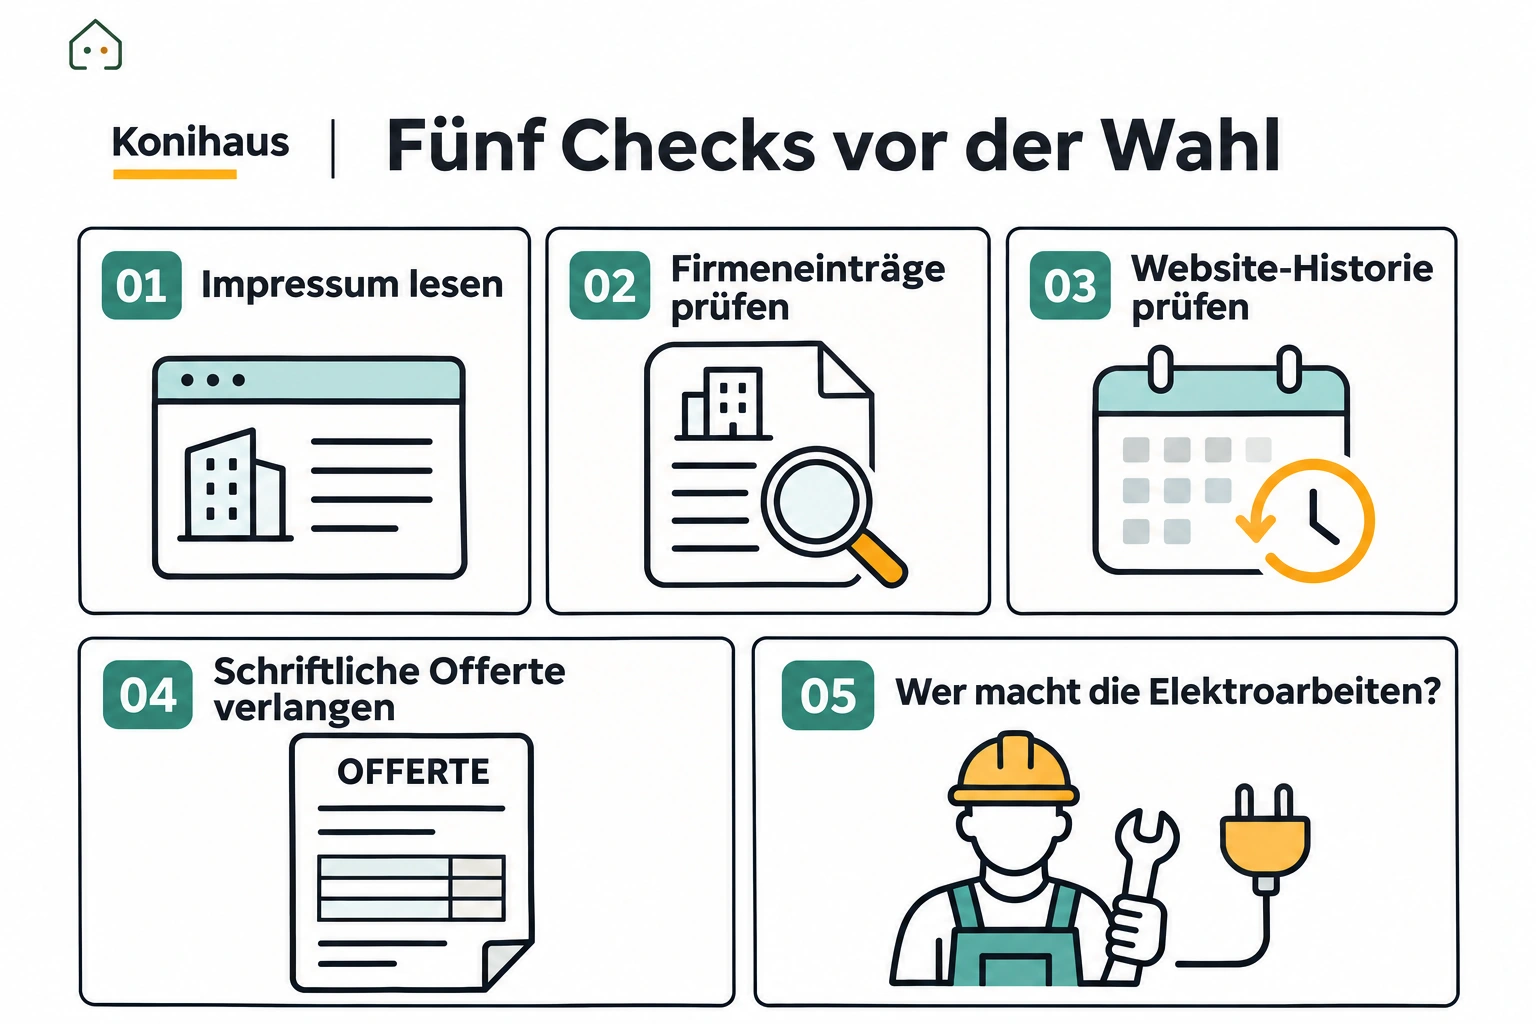 Konihaus
Fünf Checks vor der Wahl
01
Impressum lesen
02
Firmeneinträge
prüfen
03
Website-Historie
prüfen
04
Schriftliche Offerte
verlangen
OFFERTE
05
Wer macht die Elektroarbeiten?